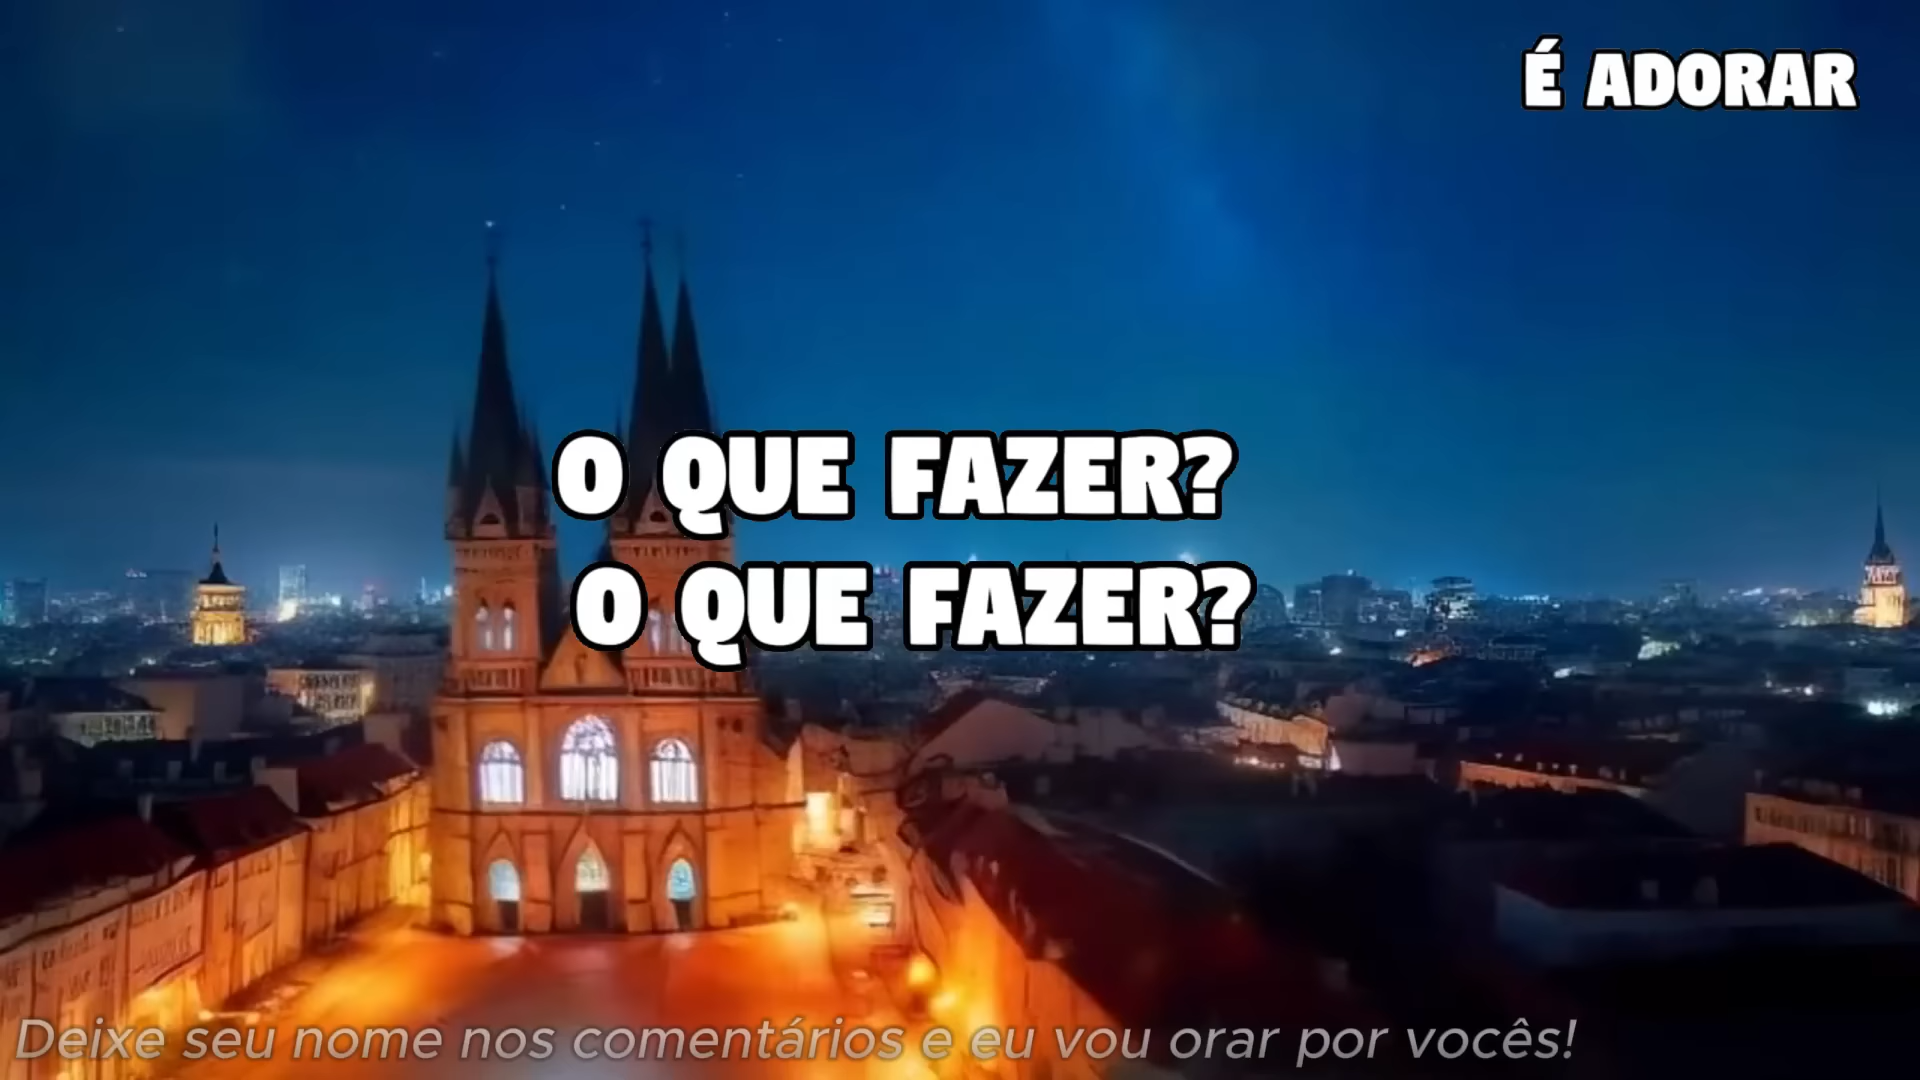 É ADORAR
O QUE FAZER?
O QUE FAZER?
Deixe seu nome nos comentários e eu vou orar por vocês!